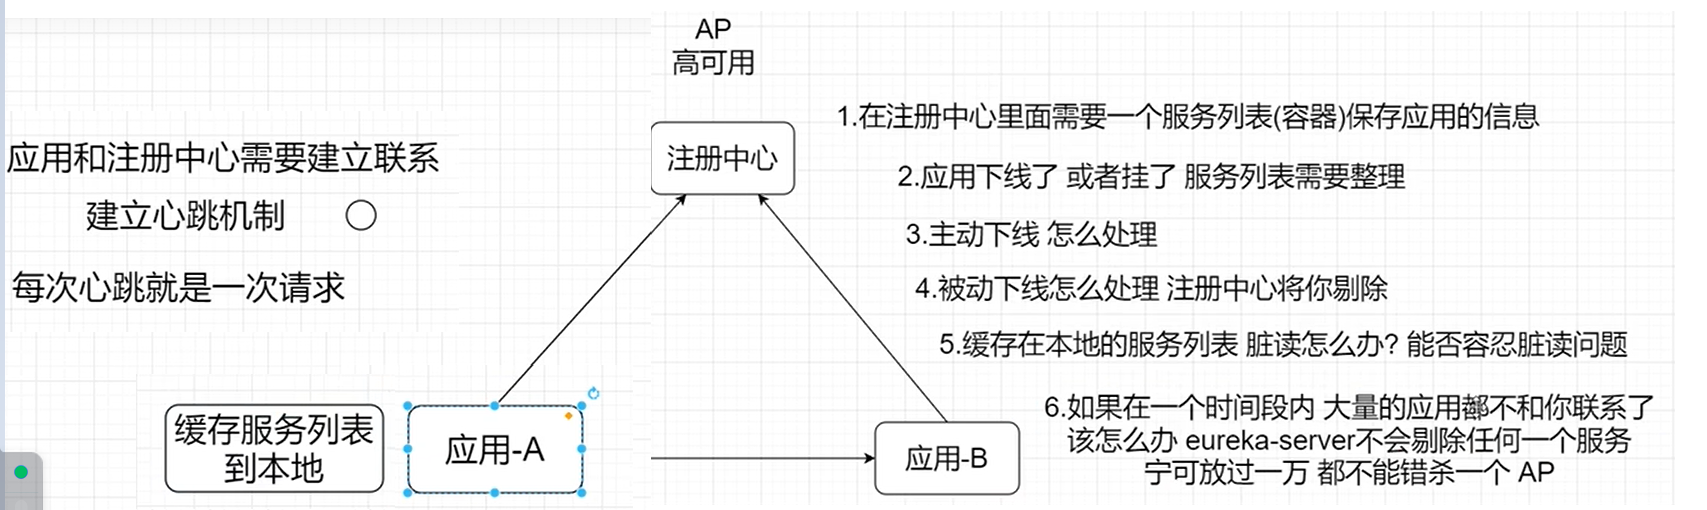 AP
高可用
注册中心
应用和注册中心需要建立联系
建立心跳机制
每次心跳就是一次请求
缓存服务列表
到本地
应用-A
应用-B
1.在注册中心里面需要一个服务列表(容器)保存应用的信息
2.应用下线了 或者挂了 服务列表需要整理
3.主动下线 怎么处理
4.被动下线怎么处理 注册中心将你剔除
5.缓存在本地的服务列表 脏读怎么办? 能否容忍脏读问题
6.如果在一个时间段内 大量的应用都不和你联系了
该怎么办 eureka-server不会剔除任何一个服务
宁可放过一万 都不能错杀一个 AP